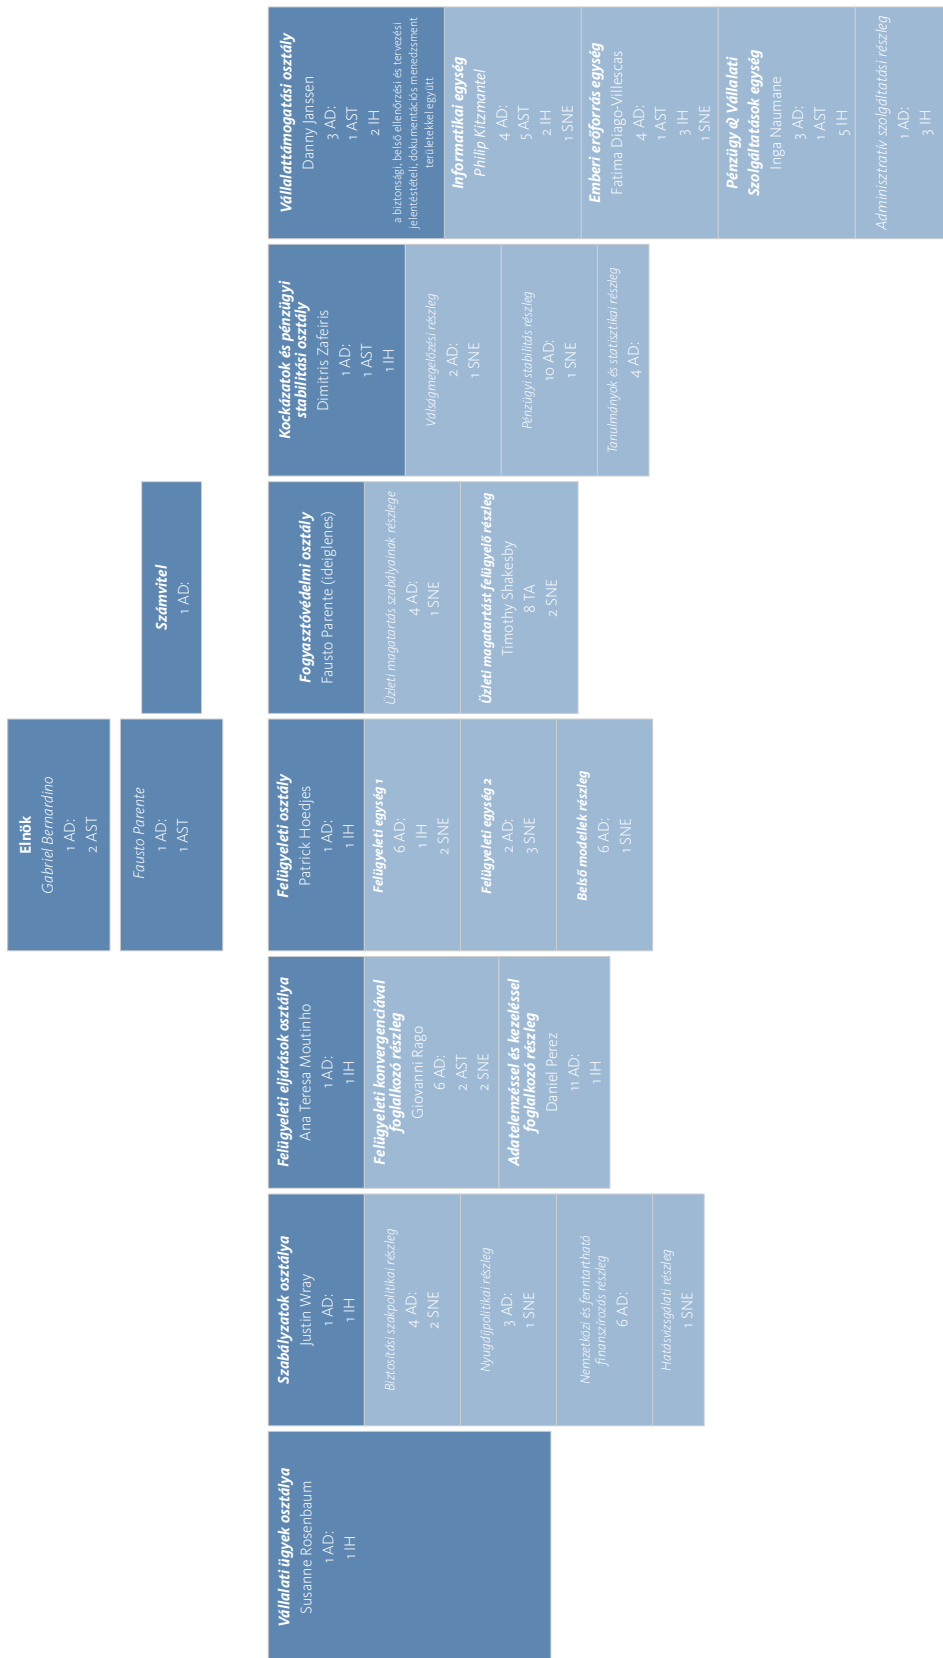 Elnök
Gabriel Bernardino
1 AD:
2 AST
Fausto Parente
1 AD:
1 AST
Számvitel
1 AD:
Vállalati ügyek osztálya
Susanne Rosenbaum
1 AD:
1 IH
Szabályzatok osztálya
Justin Wray
1 AD:
1 IH
Biztosítási szakpolitikai részleg
4 AD:
2 SNE
Nyugdíjpolitikai részleg
3 AD:
1 SNE
Nemzetközi és fenntartható
finanszírozás részleg
6 AD:
Hatásvizsgálati részleg
1 SNE
Felügyeleti eljárások osztálya
Ana Teresa Moutinho
1 AD:
1 IH
Felügyeleti konvergenciával
foglalkozó részleg
Giovanni Rago
6 AD:
2 AST
2 SNE
Adatelemzéssel és kezeléssel
foglalkozó részleg
Daniel Perez
11 AD:
1 IH
Felügyeleti osztály
Patrick Hoedjes
1 AD:
1 IH
Felügyeleti egység 1
6 AD:
1 IH
2 SNE
Felügyeleti egység 2
2 AD:
3 SNE
Belső modellek részleg
6 AD:
1 SNE
Fogyasztóvédelmi osztály
Fausto Parente (ideiglenes)
Üzleti magatartás szabályainak részlege
4 AD:
1 SNE
Üzleti magatartást felügyelő részleg
Timothy Shakesby
8 TA
2 SNE
Kockázatok és pénzügyi
stabilitási osztály
Dimitris Zafeiris
1 AD:
1 AST
1 IH
Válságmegelőzési részleg
2 AD:
1 SNE
Pénzügyi stabilitás részleg
10 AD:
1 SNE
Tanulmányok és statisztikai részleg
4 AD:
Vállalattámogatási osztály
Danny Janssen
3 AD:
1 AST
2 IH
a biztonsági, belső ellenőrzési és tervezési
jelentéstételi, dokumentációs menedzsment
területekkel együtt
Informatikai egység
Philip Kitzmantel
4 AD:
5 AST
2 IH
1 SNE
Emberi erőforrás egység
Fatima Diago-Villescas
4 AD:
1 AST
3 IH
1 SNE
Pénzügy & Vállalati
Szolgáltatások egység
Inga Naumane
3 AD:
1 AST
5 IH
Adminisztratív szolgáltatási részleg
1 AD:
3 IH